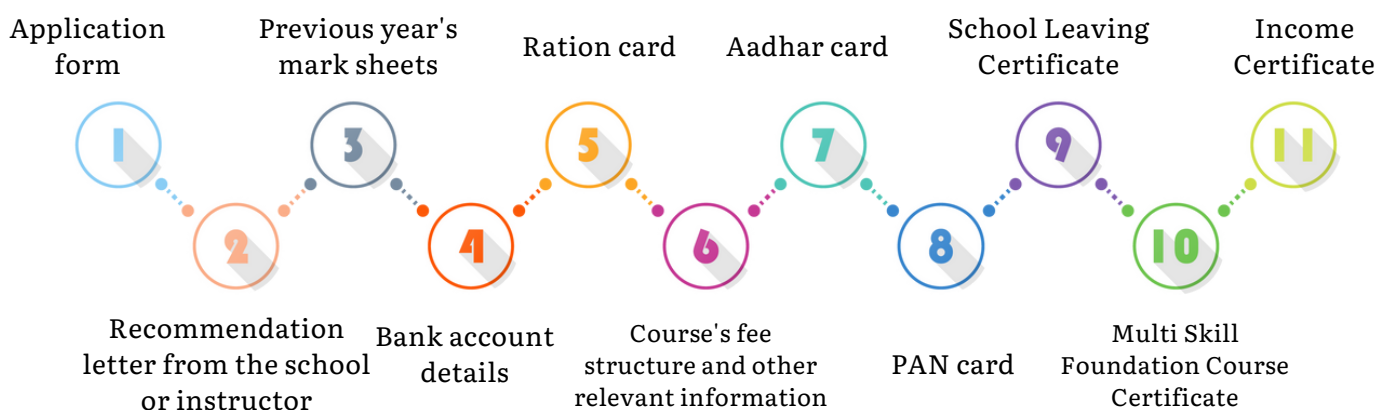 Application
form
Previous year's
mark sheets
Ration card
Aadhar card
School Leaving
Certificate
Income
Certificate
1
2
3
4
5
6
7
8
9
10
11
Recommendation
letter from the school
or instructor
Bank account
details
Course's fee
structure and other
relevant information
PAN card
Multi Skill
Foundation Course
Certificate